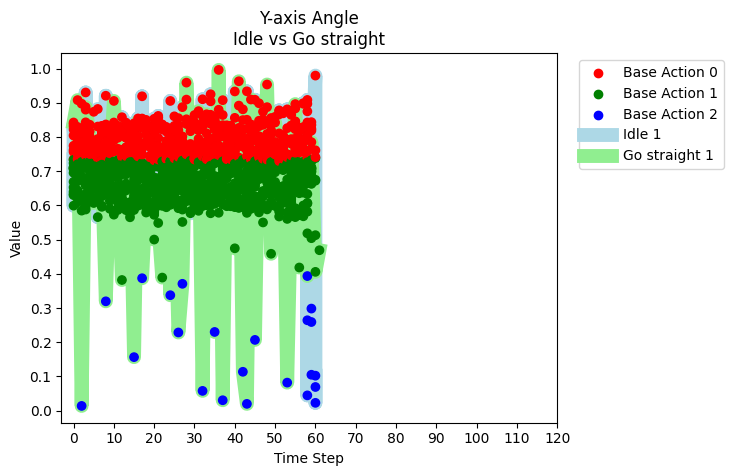 Y-axis Angle
Idle vs Go straight
Value
1.0
0.9
0.8
0.7
0.6
0.5
0.4
0.3
0.2
0.1
0.0
0 10 20 30 40 50 60 70 80 90 100 110 120
Time Step
Base Action 0
Base Action 1
Base Action 2
Idle 1
Go straight 1